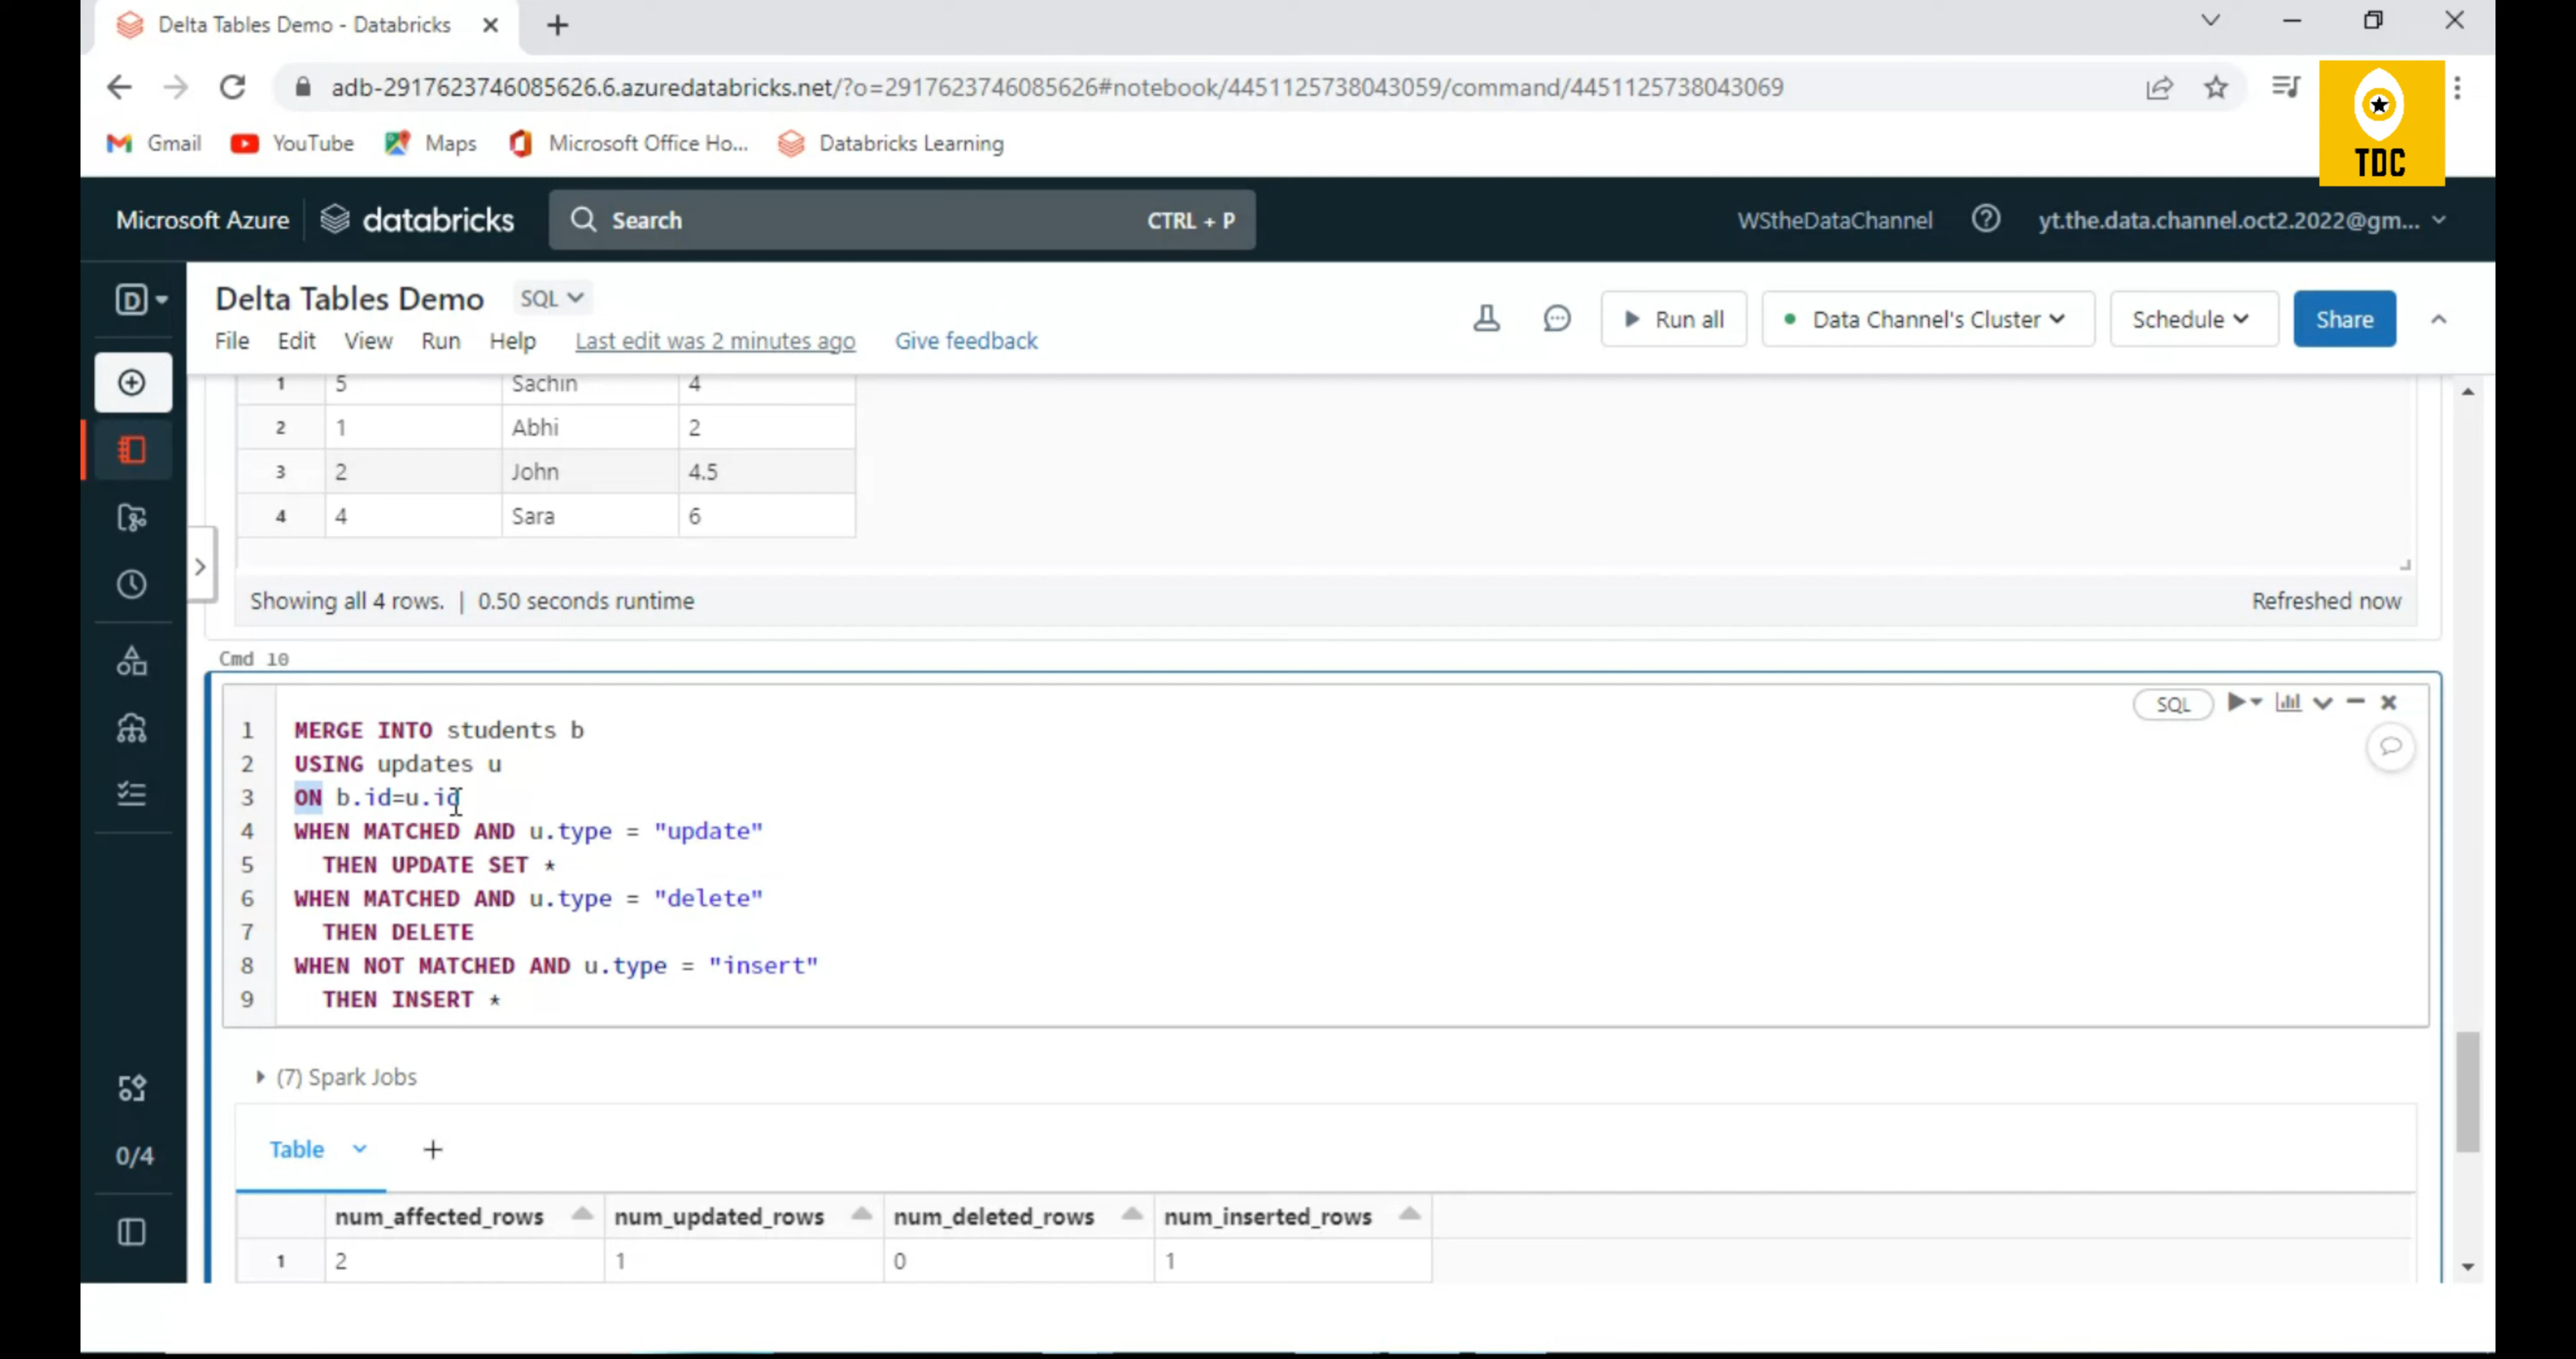 Delta Tables Demo - Databricks
adb-2917623746085626.6.azuredatabricks.net/?o=2917623746085626#notebook/4451125738043059/command/4451125738043069
Gmail YouTube Maps Microsoft Office Ho... Databricks Learning
TDC
Microsoft Azure databricks Search CTRL + P WStheDataChannel yt.the.data.channel.oct2.2022@gm...
Delta Tables Demo SQL
File Edit View Run Help Last edit was 2 minutes ago Give feedback
Run all Data Channel's Cluster Schedule Share
1 5 Sachin 4
2 1 Abhi 2
3 2 John 4.5
4 4 Sara 6
Showing all 4 rows. | 0.50 seconds runtime Refreshed now
Cmd 10
SQL
1 MERGE INTO students b
2 USING updates u
3 ON b.id=u.id
4 WHEN MATCHED AND u.type = "update"
5 THEN UPDATE SET *
6 WHEN MATCHED AND u.type = "delete"
7 THEN DELETE
8 WHEN NOT MATCHED AND u.type = "insert"
9 THEN INSERT *
(7) Spark Jobs
0/4
Table +
num_affected_rows num_updated_rows num_deleted_rows num_inserted_rows
1 2 1 0 1